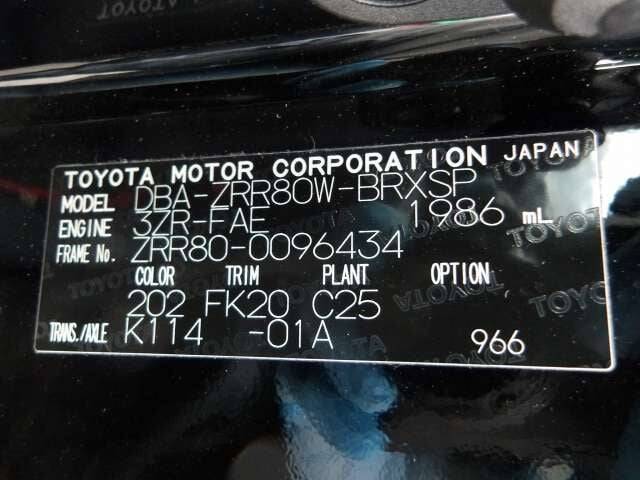 TOYOTA MOTOR CORPORATION JAPAN
MODEL DBA-ZRR80W-BRXSP
ENGINE 3ZR-FAE 1986 mL
FRAME No. ZRR80-0096434
COLOR TRIM PLANT OPTION
202 FK20 C25
TRANS./AXLE K114 -01A 966